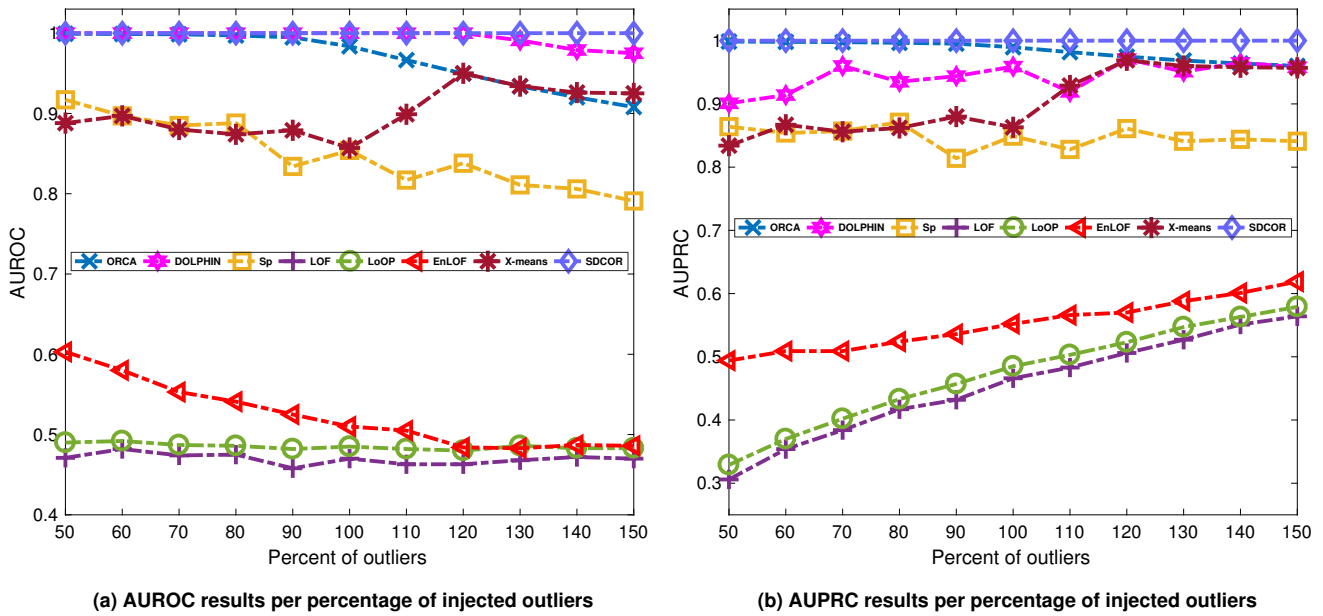 1
0.9
0.8
0.7
0.6
0.5
0.4
AUROC
ORCA DOLPHIN Sp LOF LoOP EnLOF X-means SDCOR
50 60 70 80 90 100 110 120 130 140 150
Percent of outliers
(a) AUROC results per percentage of injected outliers
1
0.9
0.8
0.7
0.6
0.5
0.4
0.3
AUPRC
ORCA DOLPHIN Sp LOF LoOP EnLOF X-means SDCOR
50 60 70 80 90 100 110 120 130 140 150
Percent of outliers
(b) AUPRC results per percentage of injected outliers